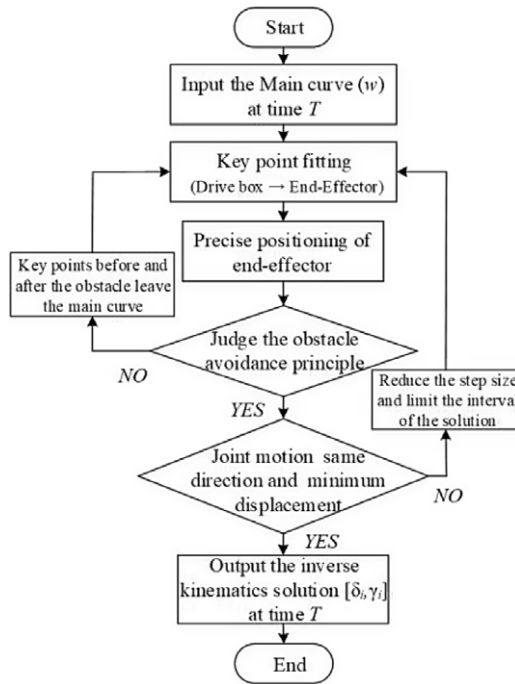 Start
Input the Main curve (w)
at time T
Key point fitting
(Drive box → End-Effector)
Precise positioning of
end-effector
Key points before and
after the obstacle leave
the main curve
Judge the obstacle
avoidance principle
NO
YES
Reduce the step size
and limit the interval
of the solution
Joint motion same
direction and minimum
displacement
NO
YES
Output the inverse
kinematics solution [δi,γi]
at time T
End